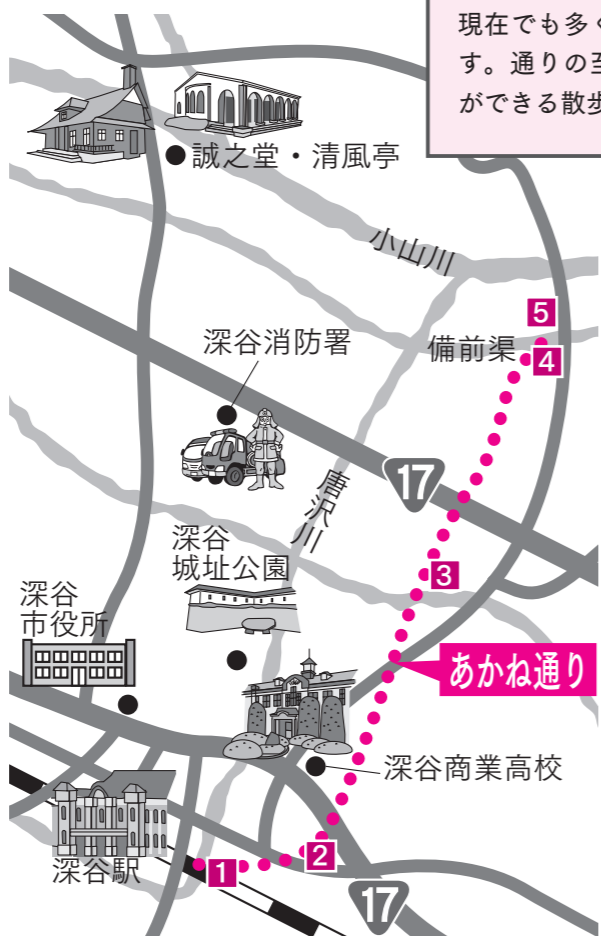 現在でも多く
す。通りの至
ができる散歩
誠之堂・清風亭
小山川
5
備前渠
4
深谷消防署
17
唐沢川
深谷
城址公園
3
深谷
市役所
あかね通り
深谷商業高校
2
深谷駅
1
17